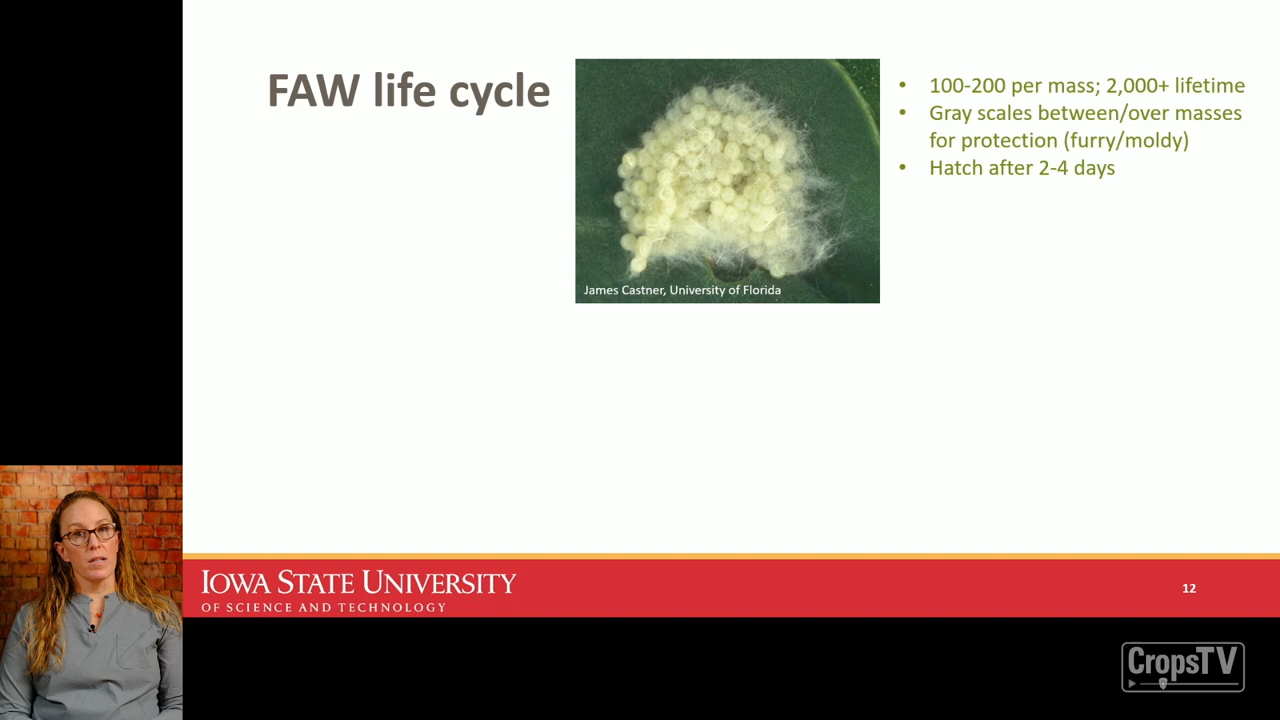 FAW life cycle
• 100-200 per mass; 2,000+ lifetime
• Gray scales between/over masses
for protection (furry/moldy)
• Hatch after 2-4 days
James Castner, University of Florida
IOWA STATE UNIVERSITY
OF SCIENCE AND TECHNOLOGY
12
CropsTV